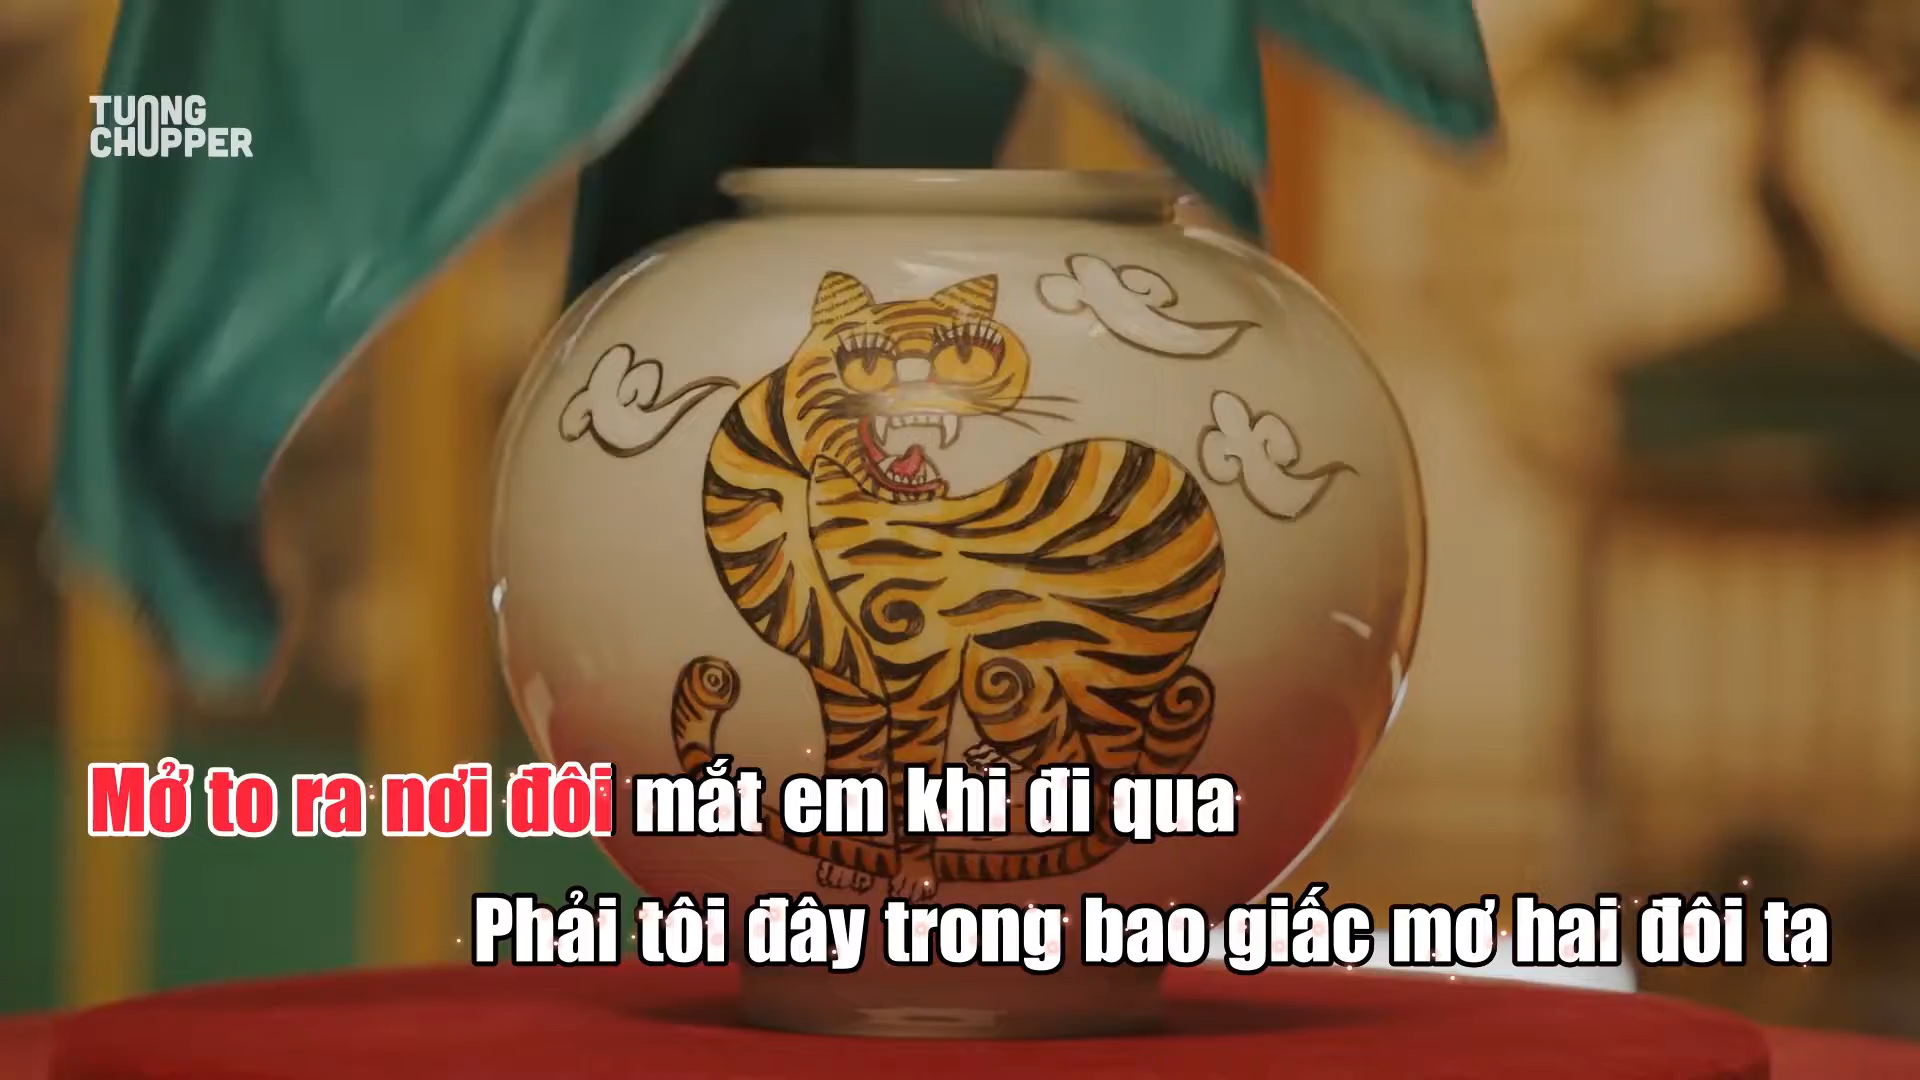 TUONG
CHOPPER
Mở to ra nơi đôi mắt em khi đi qua
Phải tôi đây trong bao giấc mơ hai đôi ta